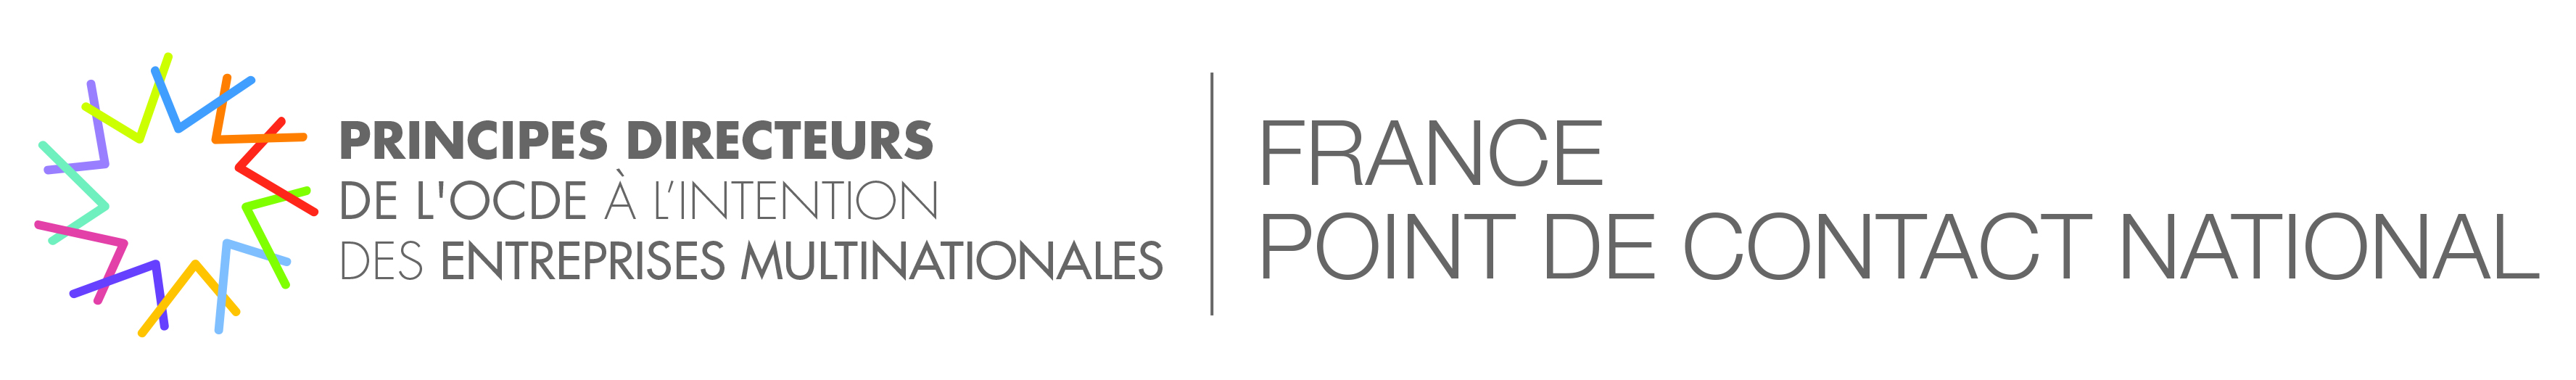 PRINCIPES DIRECTEURS
DE L'OCDE À L’INTENTION
DES ENTREPRISES MULTINATIONALES
FRANCE
POINT DE CONTACT NATIONAL